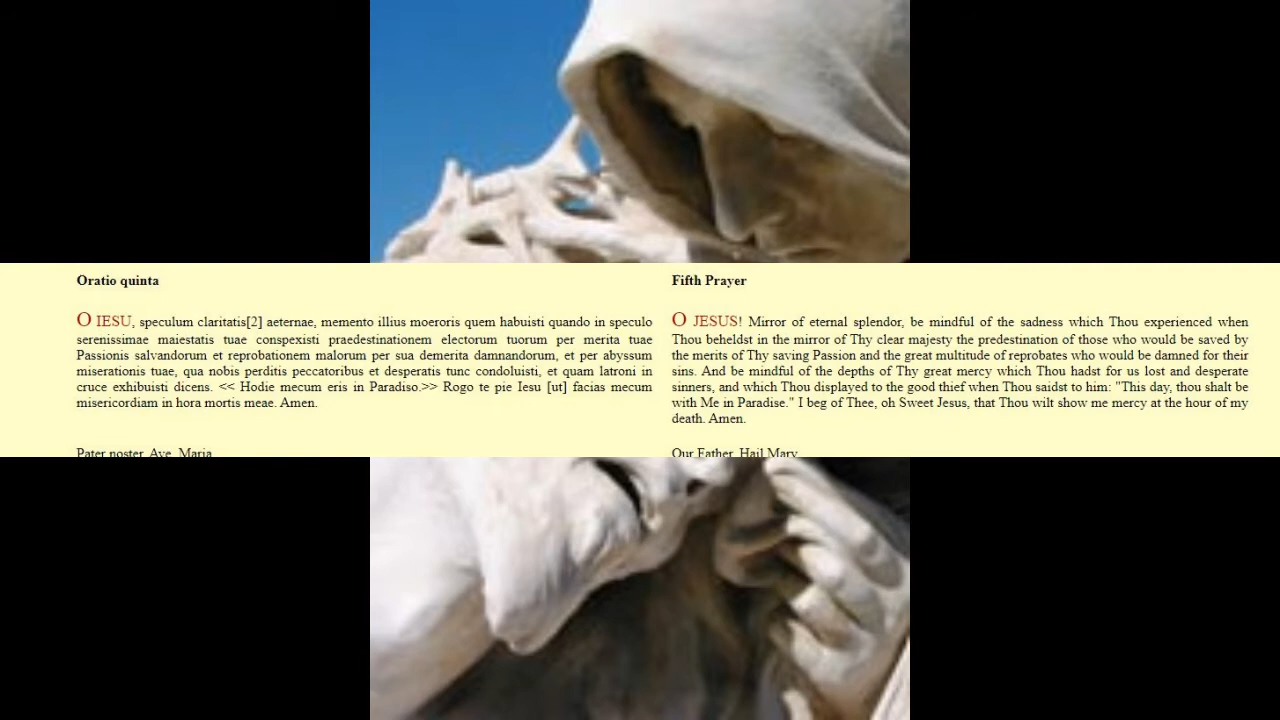 Oratio quinta
O IESU, speculum claritatis[2] aeternae, memento illius moeroris quem habuisti quando in speculo
serenissimae maiestatis tuae conspexisti praedestinationem electorum tuorum per merita tuae
Passionis salvandorum et reprobationem malorum per sua demerita damnandorum, et per abyssum
miserationis tuae, qua nobis perditis peccatoribus et desperatis tunc condoluisti, et quam latroni in
cruce exhibuisti dicens. << Hodie mecum eris in Paradiso.>> Rogo te pie Iesu [ut] facias mecum
misericordiam in hora mortis meae. Amen.
Pater noster, Ave, Maria
Fifth Prayer
O JESUS! Mirror of eternal splendor, be mindful of the sadness which Thou experienced when
Thou beheldst in the mirror of Thy clear majesty the predestination of those who would be saved by
the merits of Thy saving Passion and the great multitude of reprobates who would be damned for their
sins. And be mindful of the depths of Thy great mercy which Thou hadst for us lost and desperate
sinners, and which Thou displayed to the good thief when Thou saidst to him: "This day, thou shalt be
with Me in Paradise." I beg of Thee, oh Sweet Jesus, that Thou wilt show me mercy at the hour of my
death. Amen.
Our Father, Hail Mary